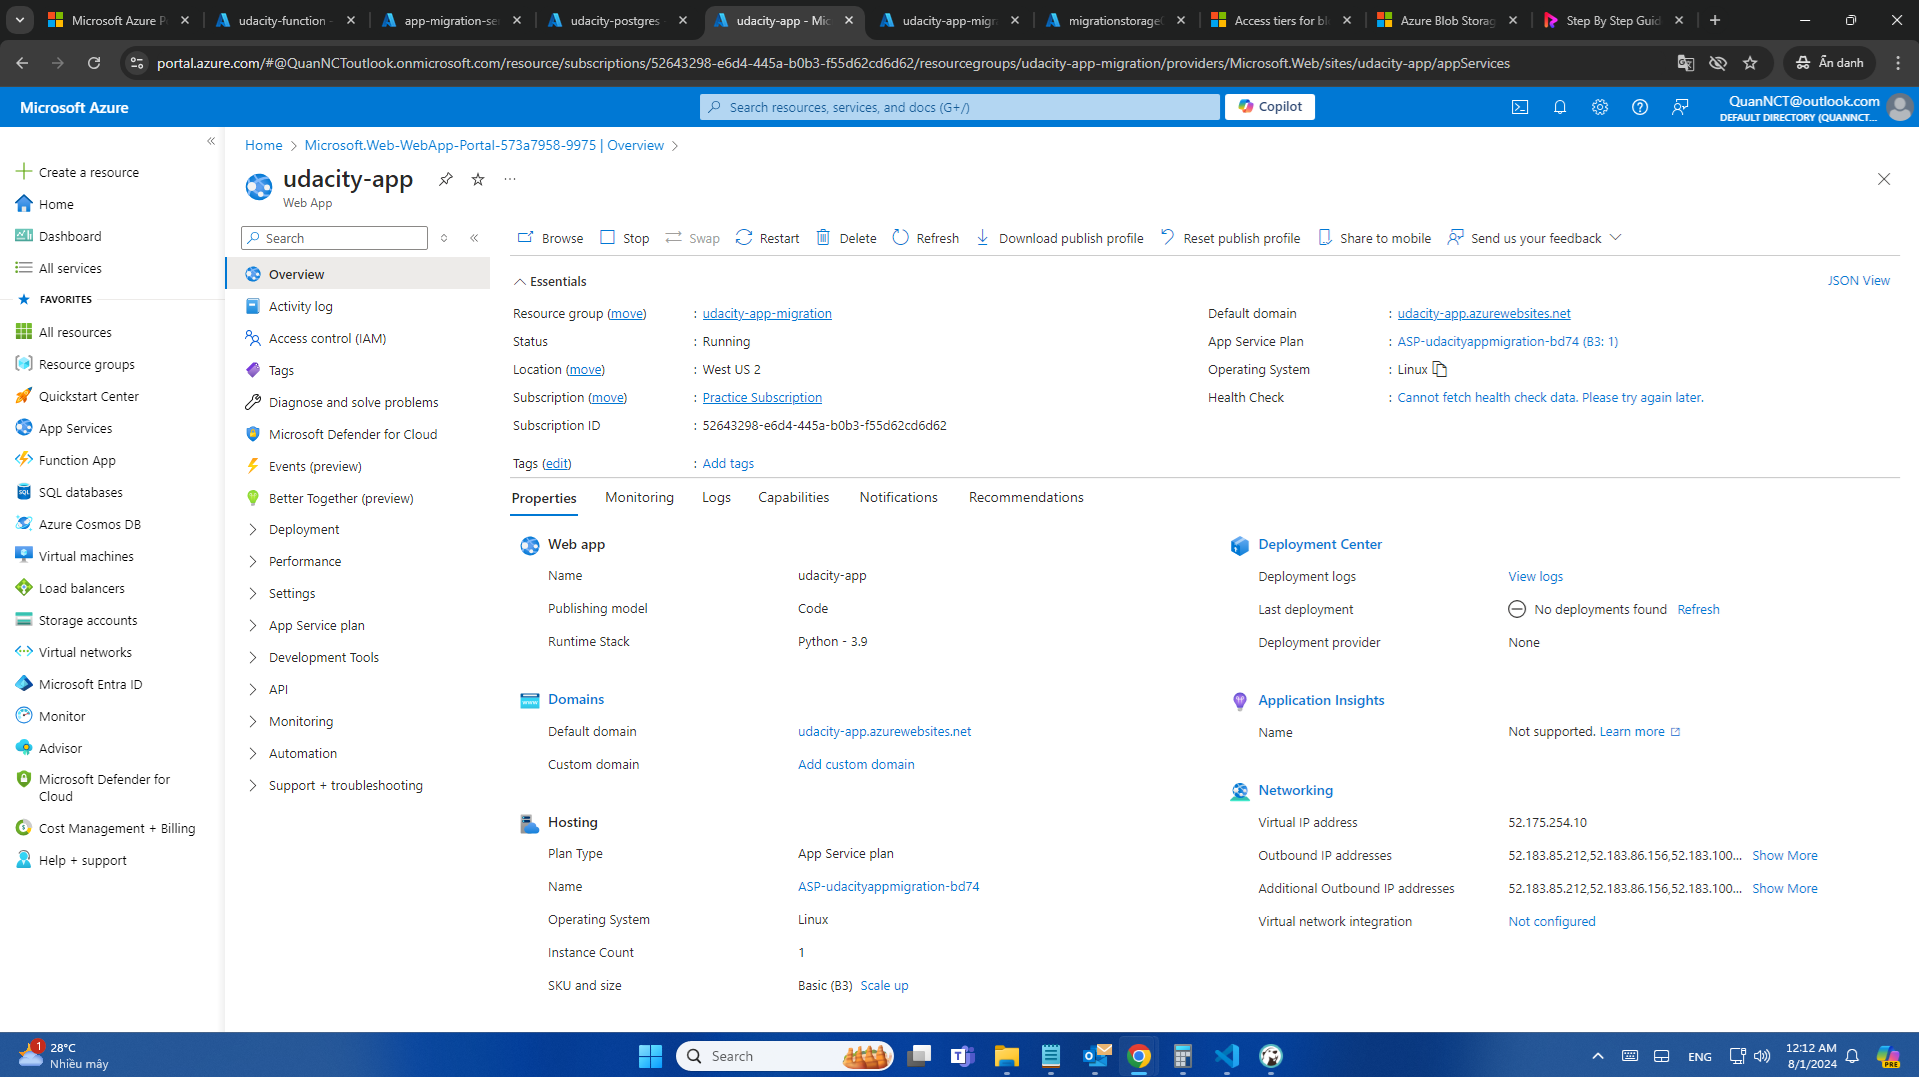 Microsoft Azure P
udacity-function -
app-migration-se
udacity-postgres
udacity-app - Mic
udacity-app-migra
migrationstorage
Access tiers for bl
Azure Blob Storag
Step By Step Guid
portal.azure.com/#@QuanNCToutlook.onmicrosoft.com/resource/subscriptions/52643298-e6d4-445a-b0b3-f55d62cd6d62/resourcegroups/udacity-app-migration/providers/Microsoft.Web/sites/udacity-app/appServices
Ẩn danh
Microsoft Azure
Search resources, services, and docs (G+/)
Copilot
QuanNCT@outlook.com
DEFAULT DIRECTORY (QUANNCT...
Create a resource
Home
Dashboard
All services
FAVORITES
All resources
Resource groups
Quickstart Center
App Services
Function App
SQL databases
Azure Cosmos DB
Virtual machines
Load balancers
Storage accounts
Virtual networks
Microsoft Entra ID
Monitor
Advisor
Microsoft Defender for
Cloud
Cost Management + Billing
Help + support
Home
Microsoft.Web-WebApp-Portal-573a7958-9975 | Overview
udacity-app
Web App
Search
Overview
Activity log
Access control (IAM)
Tags
Diagnose and solve problems
Microsoft Defender for Cloud
Events (preview)
Better Together (preview)
Deployment
Performance
Settings
App Service plan
Development Tools
API
Monitoring
Automation
Support + troubleshooting
Browse Stop Swap Restart Delete Refresh Download publish profile Reset publish profile Share to mobile Send us your feedback
Essentials
JSON View
Resource group (move) : udacity-app-migration
Status : Running
Location (move) : West US 2
Subscription (move) : Practice Subscription
Subscription ID : 52643298-e6d4-445a-b0b3-f55d62cd6d62
Tags (edit) : Add tags
Default domain : udacity-app.azurewebsites.net
App Service Plan : ASP-udacityappmigration-bd74 (B3: 1)
Operating System : Linux
Health Check : Cannot fetch health check data. Please try again later.
Properties Monitoring Logs Capabilities Notifications Recommendations
Web app
Name udacity-app
Publishing model Code
Runtime Stack Python - 3.9
Domains
Default domain udacity-app.azurewebsites.net
Custom domain Add custom domain
Hosting
Plan Type App Service plan
Name ASP-udacityappmigration-bd74
Operating System Linux
Instance Count 1
SKU and size Basic (B3) Scale up
Deployment Center
Deployment logs View logs
Last deployment No deployments found Refresh
Deployment provider None
Application Insights
Name Not supported. Learn more
Networking
Virtual IP address 52.175.254.10
Outbound IP addresses 52.183.85.212,52.183.86.156,52.183.100... Show More
Additional Outbound IP addresses 52.183.85.212,52.183.86.156,52.183.100... Show More
Virtual network integration Not configured
1
28°C
Nhiều mây
Search
ENG
12:12 AM
8/1/2024
PRE